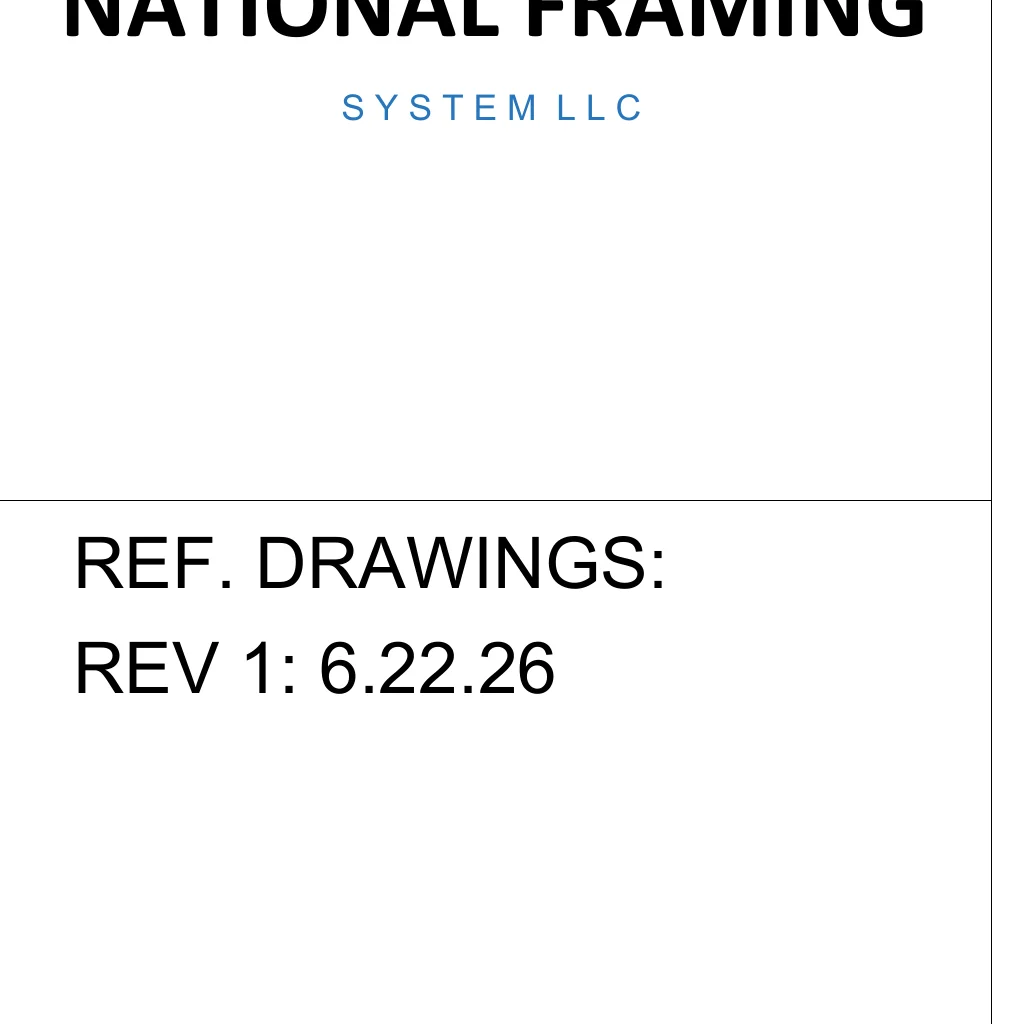 NATIONAL FRAMING
SYSTEM LLC
REF. DRAWINGS:
REV 1: 6.22.26